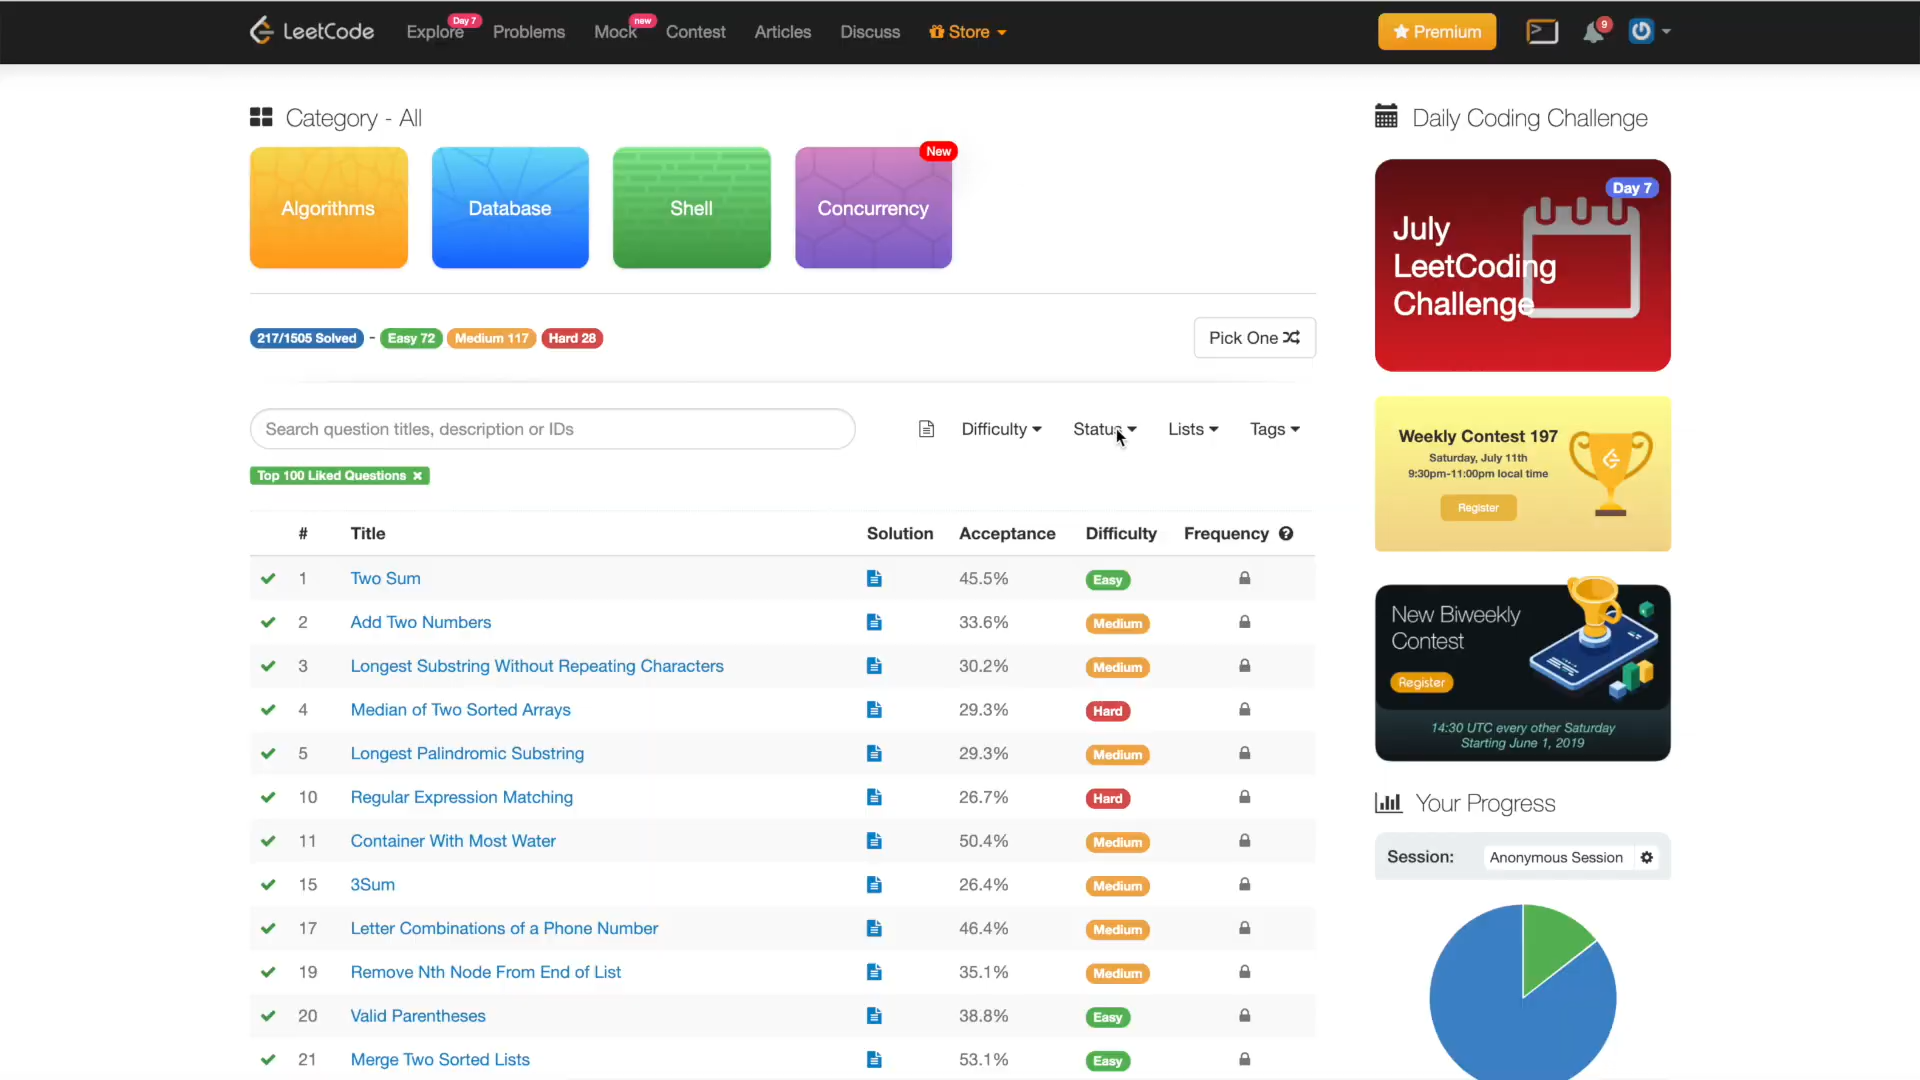 LeetCode
Explore Day 7
Problems
Mock new
Contest
Articles
Discuss
Store
Premium
9
Category - All
Algorithms
Database
Shell
Concurrency
New
217/1505 Solved - Easy 72 Medium 117 Hard 28
Pick One
Search question titles, description or IDs
Difficulty
Status
Lists
Tags
Top 100 Liked Questions ×
# Title Solution Acceptance Difficulty Frequency ?
1 Two Sum 45.5% Easy
2 Add Two Numbers 33.6% Medium
3 Longest Substring Without Repeating Characters 30.2% Medium
4 Median of Two Sorted Arrays 29.3% Hard
5 Longest Palindromic Substring 29.3% Medium
10 Regular Expression Matching 26.7% Hard
11 Container With Most Water 50.4% Medium
15 3Sum 26.4% Medium
17 Letter Combinations of a Phone Number 46.4% Medium
19 Remove Nth Node From End of List 35.1% Medium
20 Valid Parentheses 38.8% Easy
21 Merge Two Sorted Lists 53.1% Easy
Daily Coding Challenge
Day 7
July
LeetCoding
Challenge
Weekly Contest 197
Saturday, July 11th
9:30pm-11:00pm local time
Register
New Biweekly
Contest
Register
14:30 UTC every other Saturday
Starting June 1, 2019
Your Progress
Session: Anonymous Session